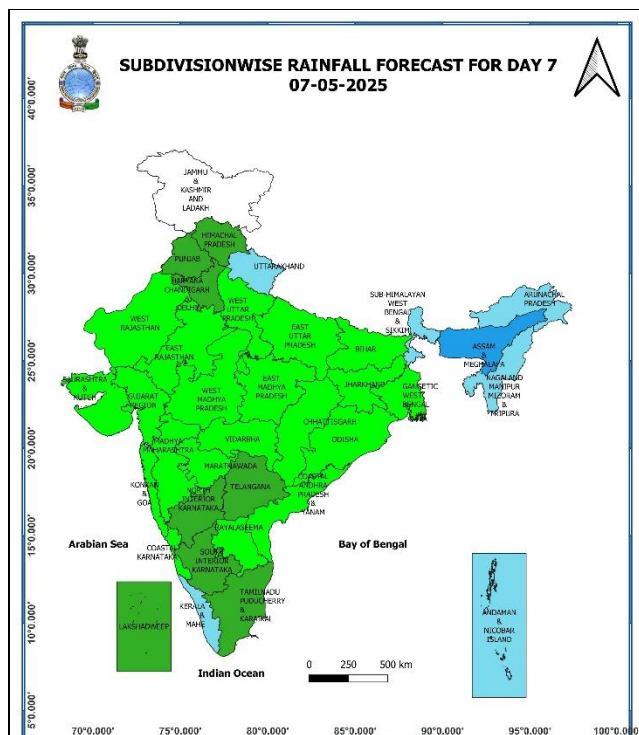 SUBDIVISIONWISE RAINFALL FORECAST FOR DAY 7
07-05-2025
40°0.000'
35°0.000'
30°0.000'
25°0.000'
20°0.000'
15°0.000'
10°0.000'
5°0.000'
JAMMU
&
KASHMIR
AND
LADAKH
HIMACHAL
PRADESH
PUNJAB
UTTARAKHAND
HARYANA
CHANDIGARH
&
DELHI
WEST
UTTAR
PRADESH
WEST
RAJASTHAN
EAST
RAJASTHAN
EAST
UTTAR
PRADESH
BIHAR
SUB-HIMALAYAN
WEST
BENGAL
&
SIKKIM
ARUNACHAL
PRADESH
ASSAM
&
MEGHALAYA
NAGALAND
MANIPUR
MIZORAM
&
TRIPURA
SAURASHTRA
&
KUTCH
GUJARAT
REGION
WEST
MADHYA
PRADESH
EAST
MADHYA
PRADESH
JHARKHAND
GANGETIC
WEST
BENGAL
CHHATTISGARH
ODISHA
VIDARBHA
MADHYA
MAHARASHTRA
MARATHWADA
KONKAN
&
GOA
TELANGANA
NORTH
INTERIOR
KARNATAKA
COASTAL
ANDHRA
PRADESH
&
YANAM
RAYALASEEMA
COASTAL
KARNATAKA
SOUTH
INTERIOR
KARNATAKA
Arabian Sea
Bay of Bengal
LAKSHADWEEP
KERALA
&
MAHE
TAMILNADU
PUDUCHERRY
&
KARAIKAL
ANDAMAN
&
NICOBAR
ISLAND
Indian Ocean
0 250 500 km
70°0.000' 75°0.000' 80°0.000' 85°0.000' 90°0.000' 95°0.000' 100°0.000'